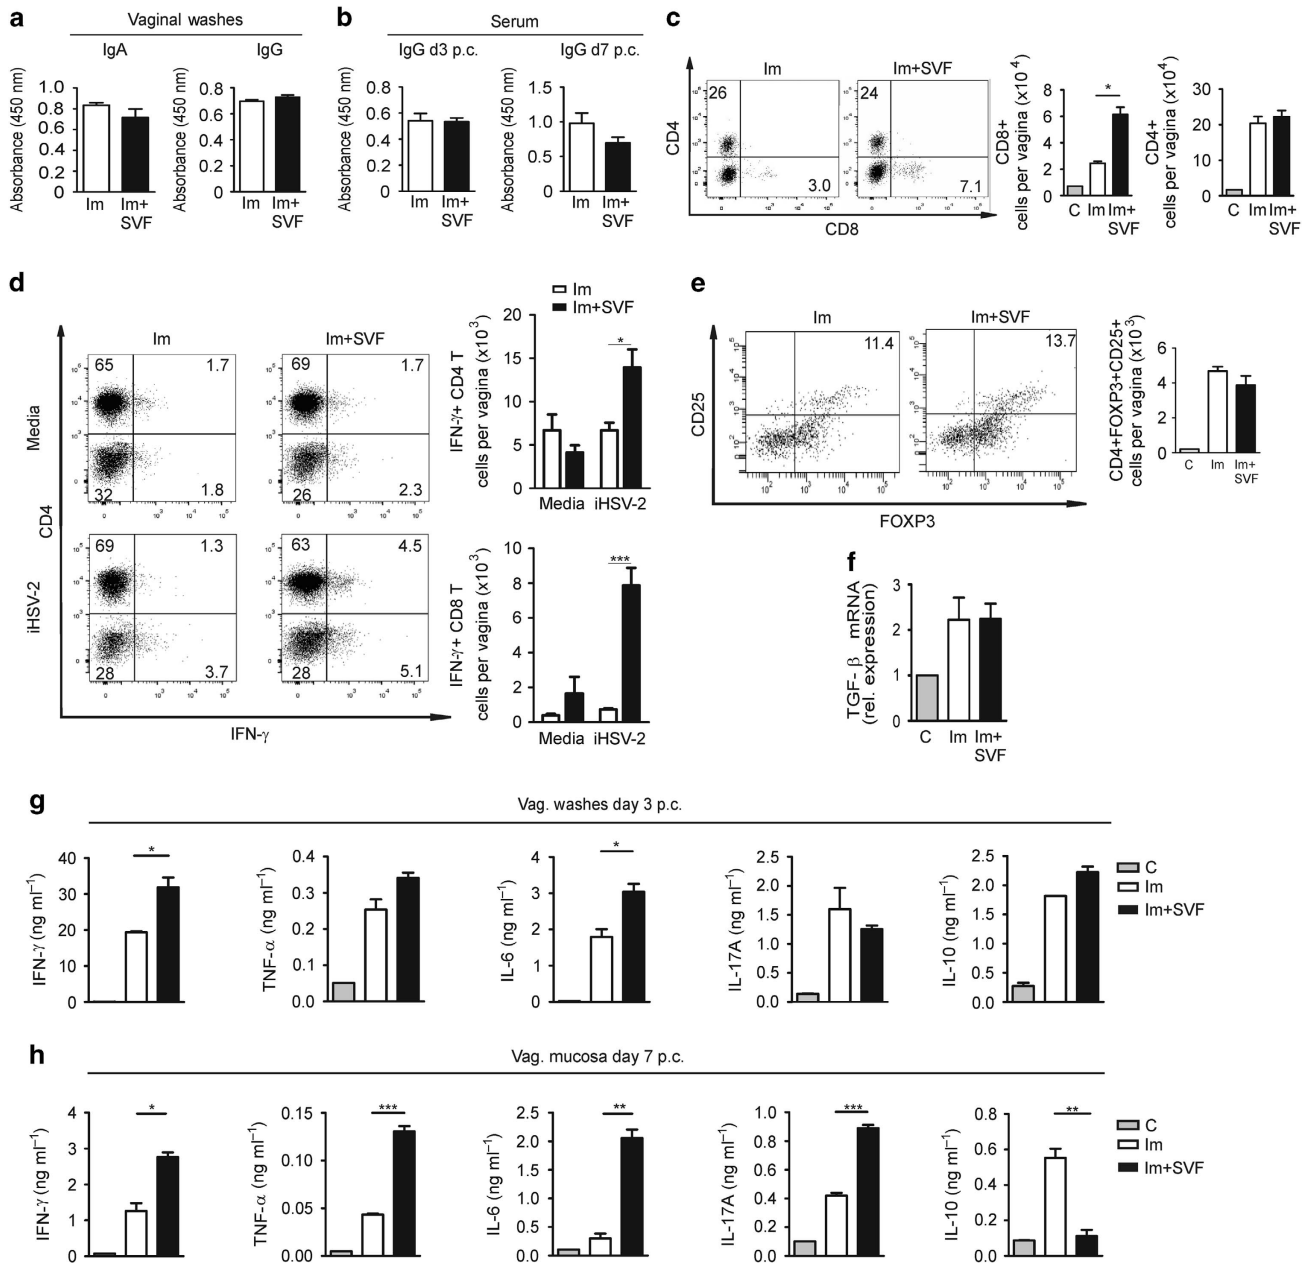 a
Vaginal washes
IgA
IgG
Absorbance (450 nm)
1.0
0.8
0.6
0.4
0.2
0
Im
Im+
SVF
Absorbance (450 nm)
0.8
0.6
0.4
0.2
0
Im
Im+
SVF
b
Serum
IgG d3 p.c.
IgG d7 p.c.
Absorbance (450 nm)
0.8
0.6
0.4
0.2
0
Im
Im+
SVF
Absorbance (450 nm)
1.5
1.0
0.5
0
Im
Im+
SVF
c
Im
Im+SVF
CD4
26
3.0
24
7.1
CD8
CD8+
cells per vagina (x10⁴)
8
6
4
2
0
*
C
Im
Im+
SVF
CD4+
cells per vagina (x10⁴)
30
20
10
0
C
Im
Im+
SVF
d
Im
Im+SVF
Media
65
1.7
32
1.8
69
1.7
26
2.3
CD4
iHSV-2
69
1.3
28
3.7
63
4.5
28
5.1
IFN-γ
Im
Im+SVF
IFN-γ+ CD4 T
cells per vagina (x10³)
20
15
10
5
0
*
Media
iHSV-2
IFN-γ+ CD8 T
cells per vagina (x10³)
10
8
6
4
2
0
***
Media
iHSV-2
e
Im
Im+SVF
CD25
11.4
13.7
10² 10³ 10⁴ 10⁵
10² 10³ 10⁴ 10⁵
FOXP3
CD4+FOXP3+CD25+
cells per vagina (x10³)
6
4
2
0
C
Im
Im+
SVF
f
TGF- β mRNA
(rel. expression)
3
2
1
0
C
Im
Im+
SVF
g
Vag. washes day 3 p.c.
IFN-γ (ng ml⁻¹)
40
30
20
10
0
*
TNF-α (ng ml⁻¹)
0.4
0.3
0.2
0.1
0.0
IL-6 (ng ml⁻¹)
4
3
2
1
0
*
IL-17A (ng ml⁻¹)
2.5
2.0
1.5
1.0
0.5
0.0
IL-10 (ng ml⁻¹)
2.5
2.0
1.5
1.0
0.5
0.0
C
Im
Im+SVF
h
Vag. mucosa day 7 p.c.
IFN-γ (ng ml⁻¹)
4
3
2
1
0
*
TNF-α (ng ml⁻¹)
0.15
0.10
0.05
0.00
***
IL-6 (ng ml⁻¹)
2.5
2.0
1.5
1.0
0.5
0.0
**
IL-17A (ng ml⁻¹)
1.0
0.8
0.6
0.4
0.2
0.0
***
IL-10 (ng ml⁻¹)
0.8
0.6
0.4
0.2
0.0
**
C
Im
Im+SVF